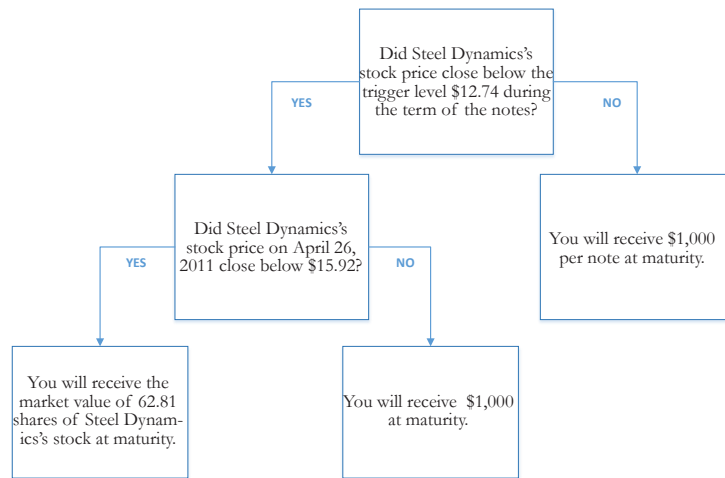 Did Steel Dynamics's
stock price close below the
trigger level $12.74 during
the term of the notes?
YES
NO
Did Steel Dynamics's
stock price on April 26,
2011 close below $15.92?
You will receive $1,000
per note at maturity.
YES
NO
You will receive the
market value of 62.81
shares of Steel Dynam-
ics's stock at maturity.
You will receive $1,000
at maturity.